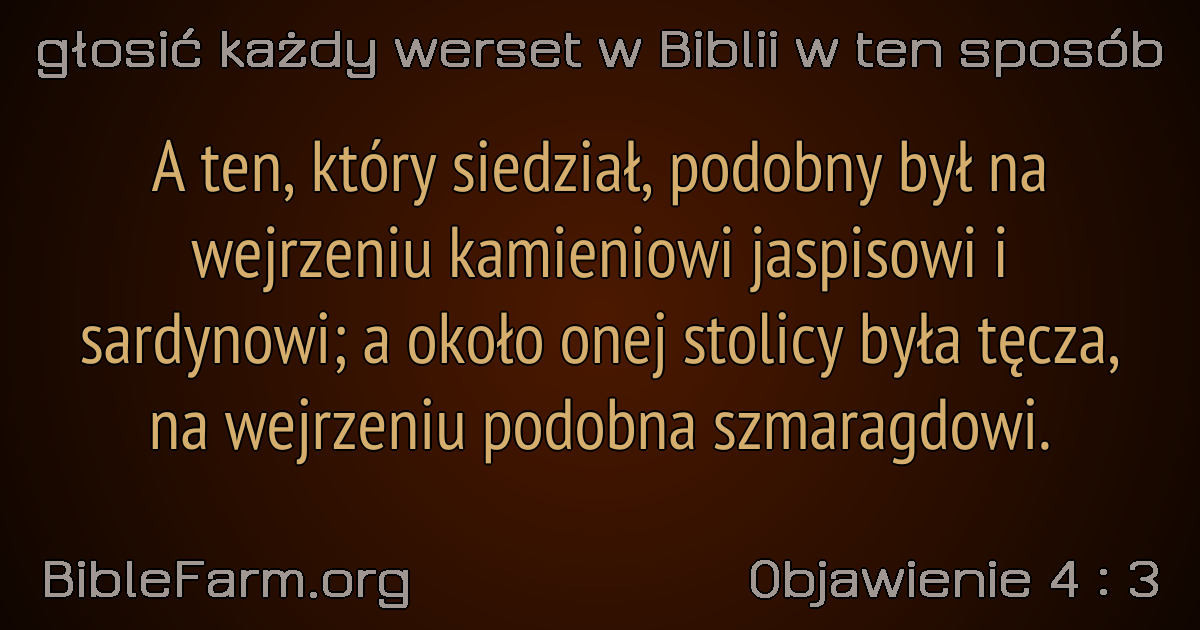 głosić każdy werset w Biblii w ten sposób
A ten, który siedział, podobny był na
wejrzeniu kamieniowi jaspisowi i
sardynowi; a około onej stolicy była tęcza,
na wejrzeniu podobna szmaragdowi.
BibleFarm.org
Objawienie 4 : 3